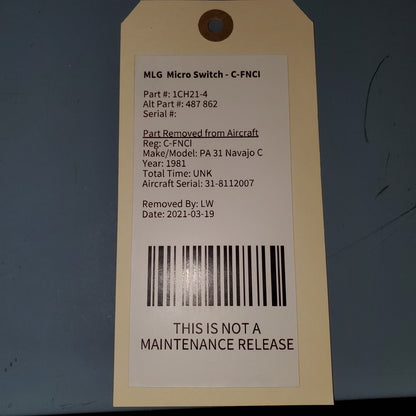 MLG Micro Switch - C-FNCI
Part #: 1CH21-4
Alt Part #: 487 862
Serial #:
Part Removed from Aircraft
Reg: C-FNCI
Make/Model: PA 31 Navajo C
Year: 1981
Total Time: UNK
Aircraft Serial: 31-8112007
Removed By: LW
Date: 2021-03-19
THIS IS NOT A
MAINTENANCE RELEASE